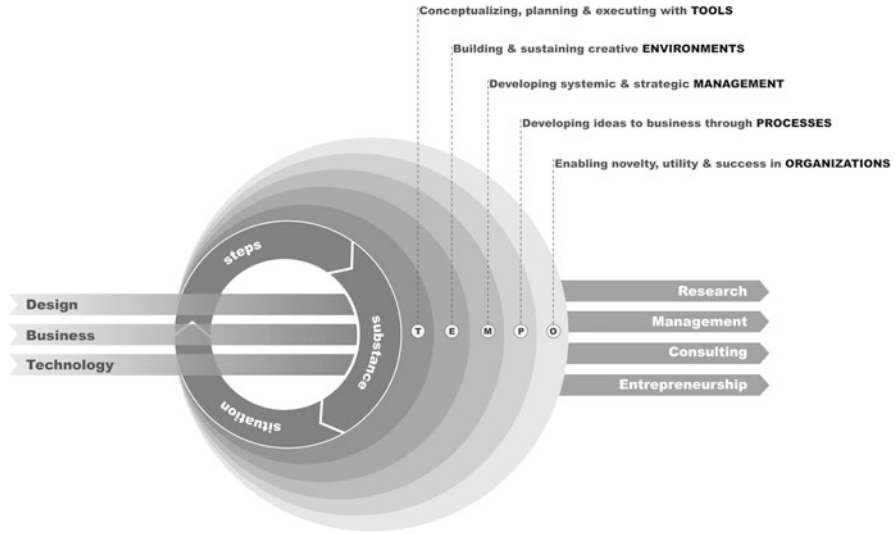 Conceptualizing, planning & executing with TOOLS
Building & sustaining creative ENVIRONMENTS
Developing systemic & strategic MANAGEMENT
Developing ideas to business through PROCESSES
Enabling novelty, utility & success in ORGANIZATIONS
steps
substance
situation
Design
Business
Technology
T E M P O
Research
Management
Consulting
Entrepreneurship